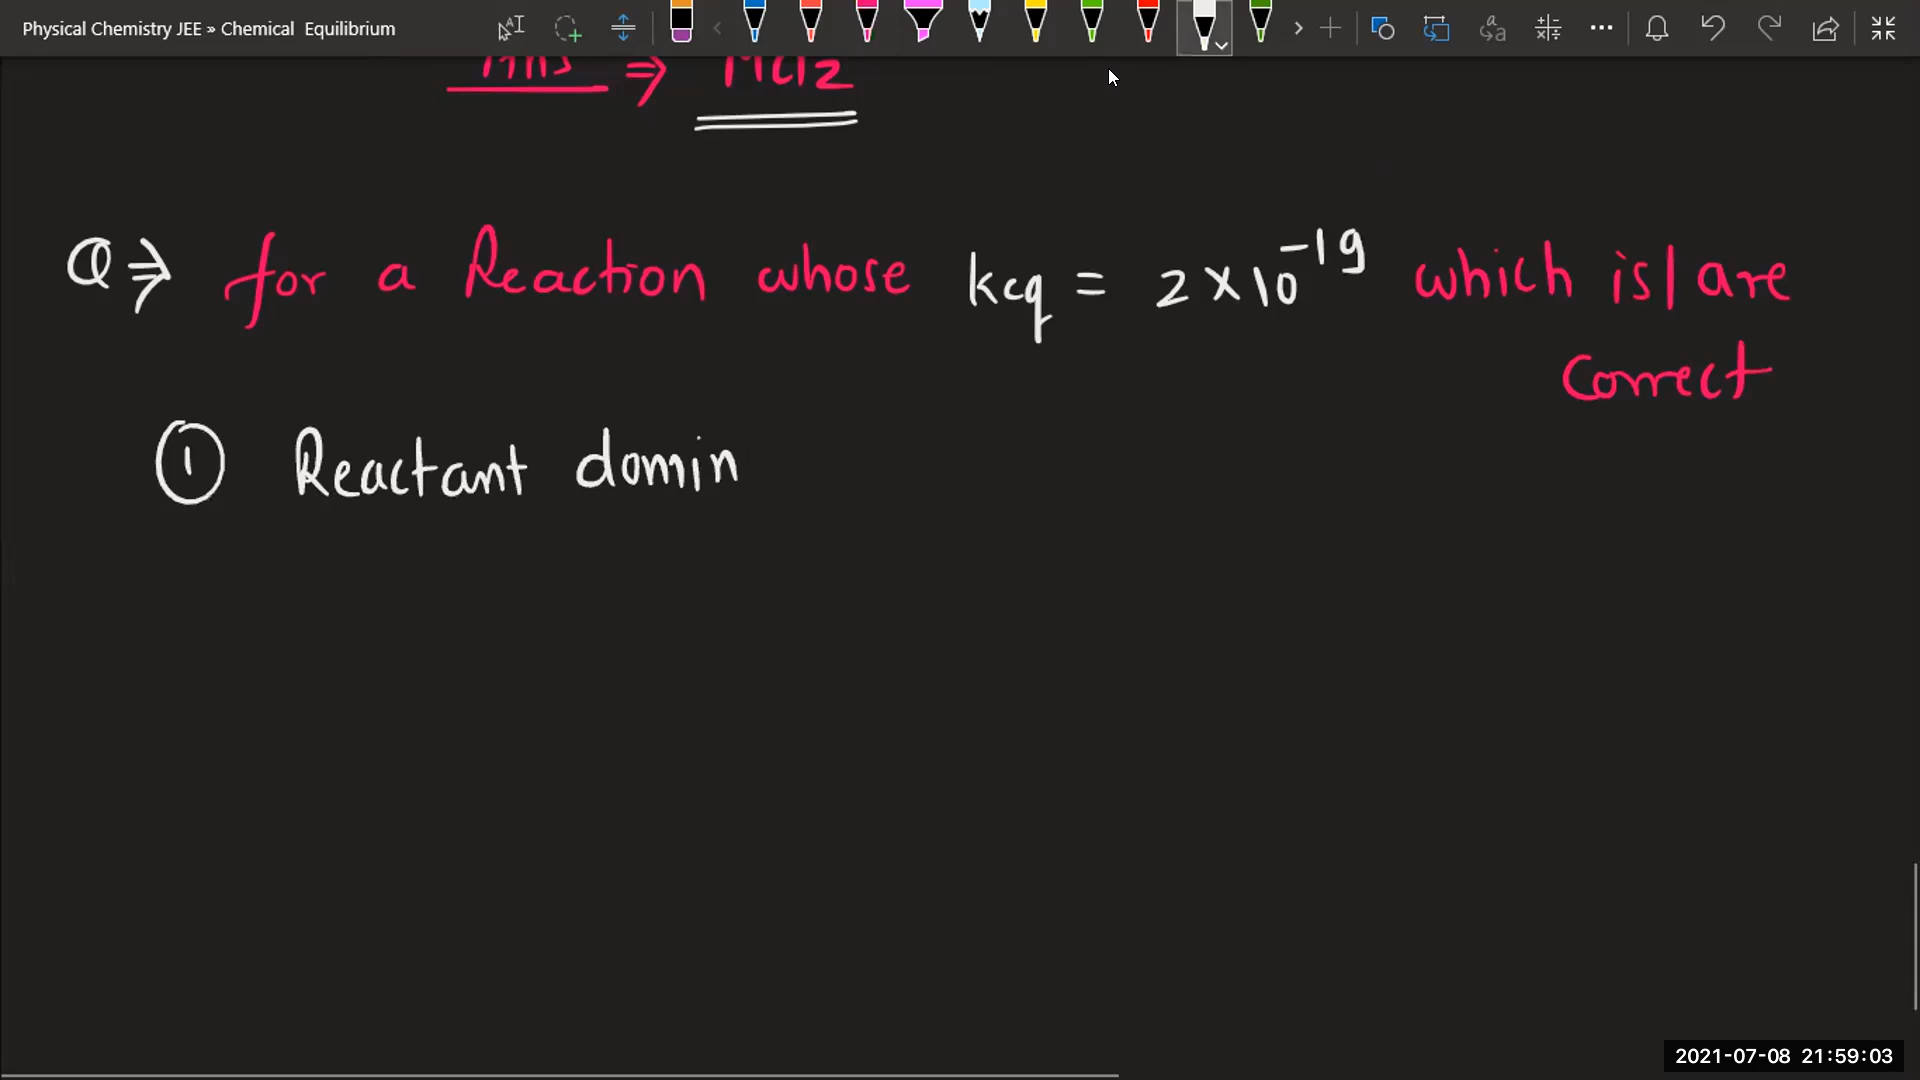 Physical Chemistry JEE » Chemical Equilibrium
Q⇒ for a Reaction whose kcq = 2×10⁻¹⁹ which is/are
correct
① Reactant domin
2021-07-08 21:59:03